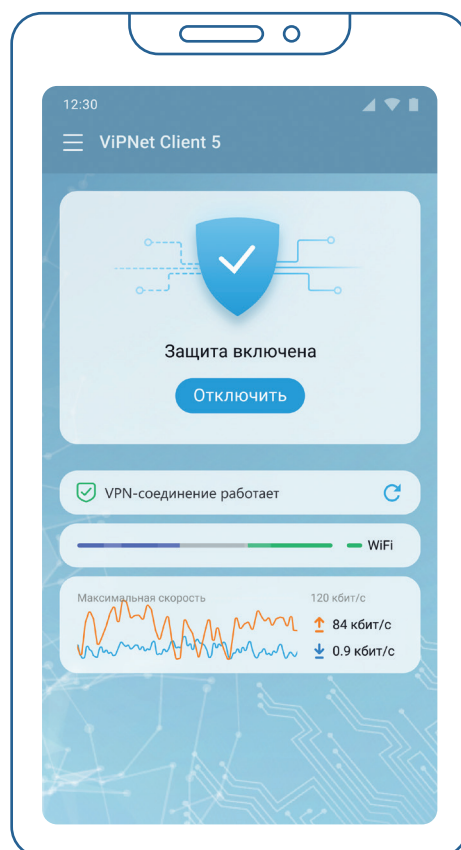 12:30
ViPNet Client 5
Защита включена
Отключить
VPN-соединение работает
WiFi
Максимальная скорость 120 кбит/с
84 кбит/с
0.9 кбит/с